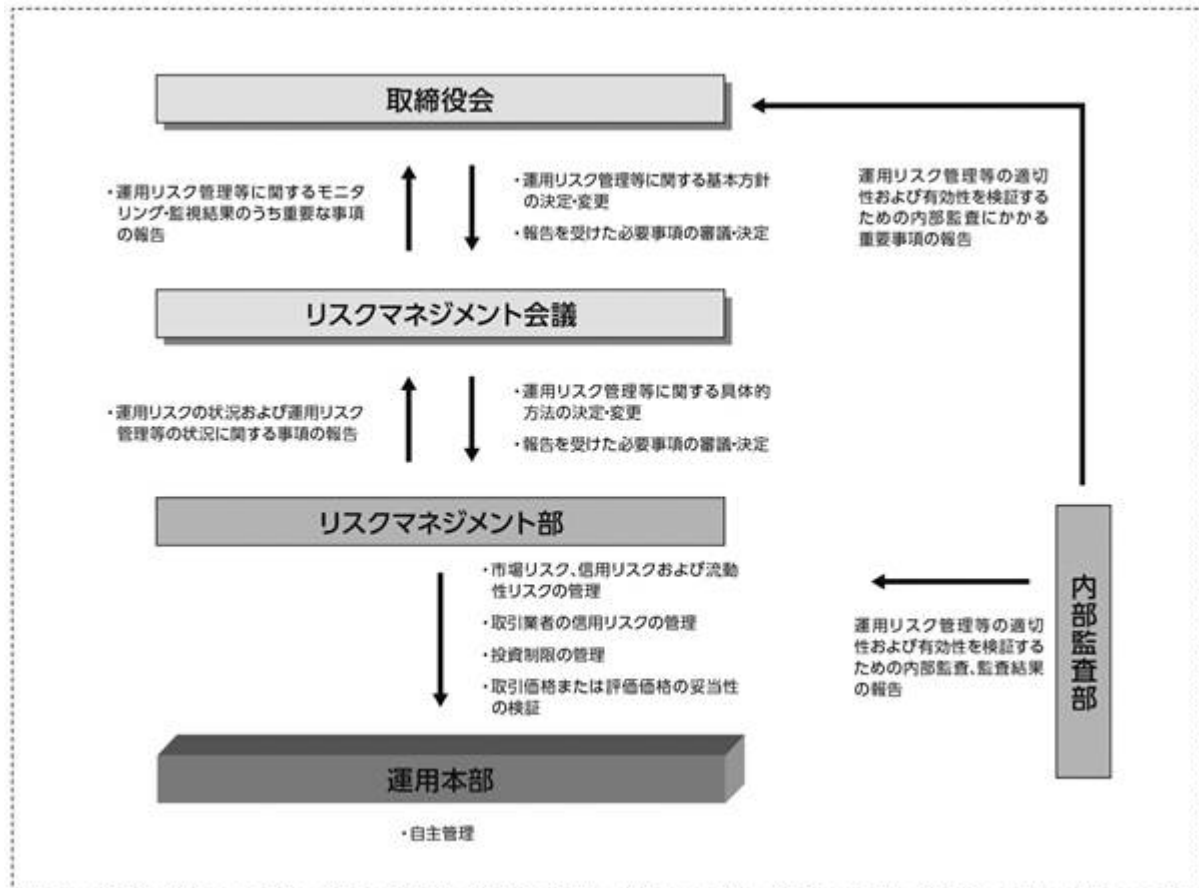 取締役会
・運用リスク管理等に関するモニタ
リング・監視結果のうち重要な事項
の報告
・運用リスク管理等に関する基本方針
の決定・変更
・報告を受けた必要事項の審議・決定
運用リスク管理等の適切
性および有効性を検証する
ための内部監査にかかる
重要事項の報告
リスクマネジメント会議
・運用リスクの状況および運用リスク
管理等の状況に関する事項の報告
・運用リスク管理等に関する具体的
方法の決定・変更
・報告を受けた必要事項の審議・決定
リスクマネジメント部
・市場リスク、信用リスクおよび流動
性リスクの管理
・取引業者の信用リスクの管理
・投資制限の管理
・取引価格または評価価格の妥当性
の検証
運用リスク管理等の適切
性および有効性を検証する
ための内部監査、監査結果
の報告
内部監査部
運用本部
・自主管理